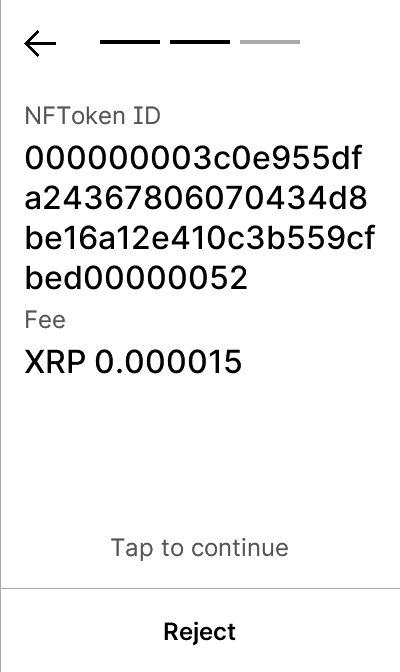 NFToken ID
000000003c0e955df
a24367806070434d8
be16a12e410c3b559cf
bed00000052
Fee
XRP 0.000015
Tap to continue
Reject